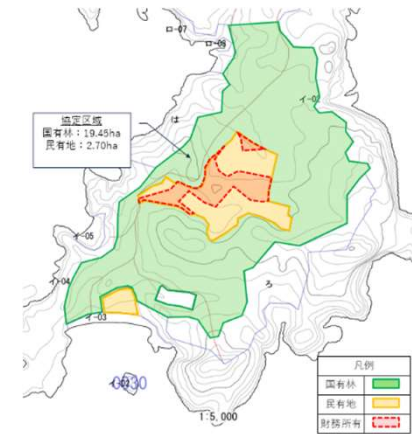 ロ-07
ロ-08
イ-01
協定区域
国有林：19.45ha
民有地：2.70ha
は
イ-05
イ-04
イ-03
ろ
1:5,000
凡例
国有林
民有地
財務所有